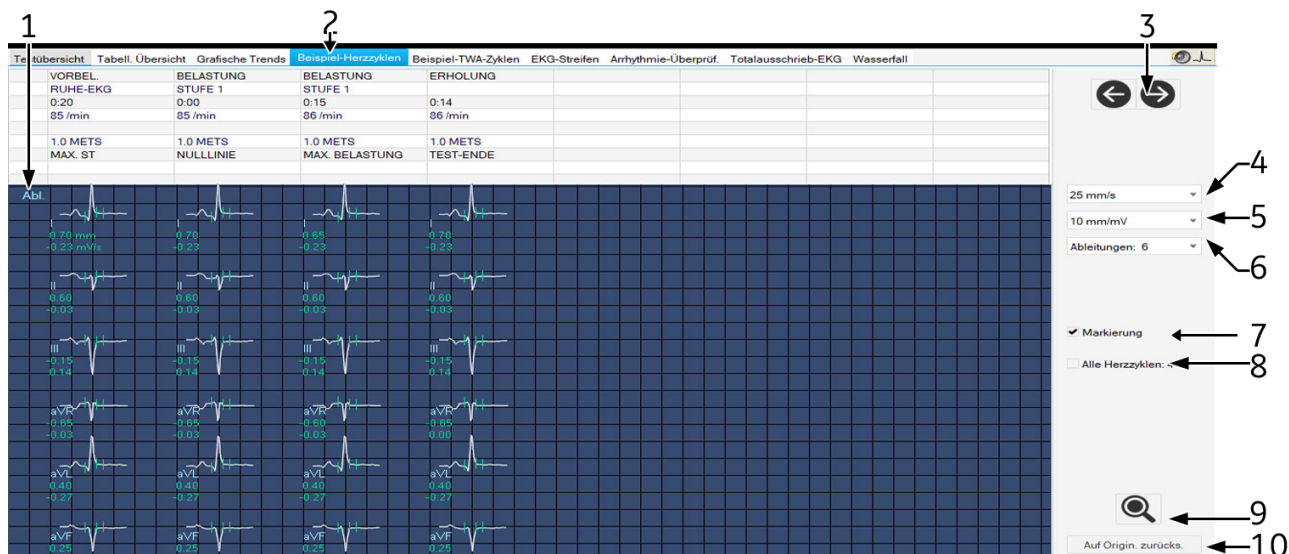 1 2 3
Testübersicht Tabell. Übersicht Grafische Trends Beispiel-Herzzyklen Beispiel-TWA-Zyklen EKG-Streifen Arrhythmie-Überprüf. Totalausschrieb-EKG Wasserfall
VORBEL. BELASTUNG BELASTUNG ERHOLUNG
RUHE-EKG STUFE 1 STUFE 1
0:20 0:00 0:15 0:14
85 /min 85 /min 86 /min 86 /min
1.0 METS 1.0 METS 1.0 METS 1.0 METS
MAX. ST NULLLINIE MAX. BELASTUNG TEST-ENDE
4
Abl. 25 mm/s
10 mm/mV 5
I I I I
0.70 mm 0.70 0.65 0.70
-0.23 mV/s -0.23 -0.23 -0.23
Ableitungen: 6
6
II II II II
0.60 0.60 0.60 0.60
-0.03 -0.03 -0.03 -0.03
Markierung 7
III III III III
-0.15 -0.15 -0.15 -0.15
0.14 0.14 0.14 0.14
Alle Herzzyklen: 8
aVR aVR aVR aVR
-0.65 -0.65 -0.60 -0.65
-0.03 -0.03 -0.03 0.00
aVL aVL aVL aVL
0.40 0.40 0.40 0.40
-0.27 -0.27 -0.27 -0.27
9
aVF aVF aVF aVF
0.25 0.25 0.25 0.25
Auf Origin. zurücks. 10